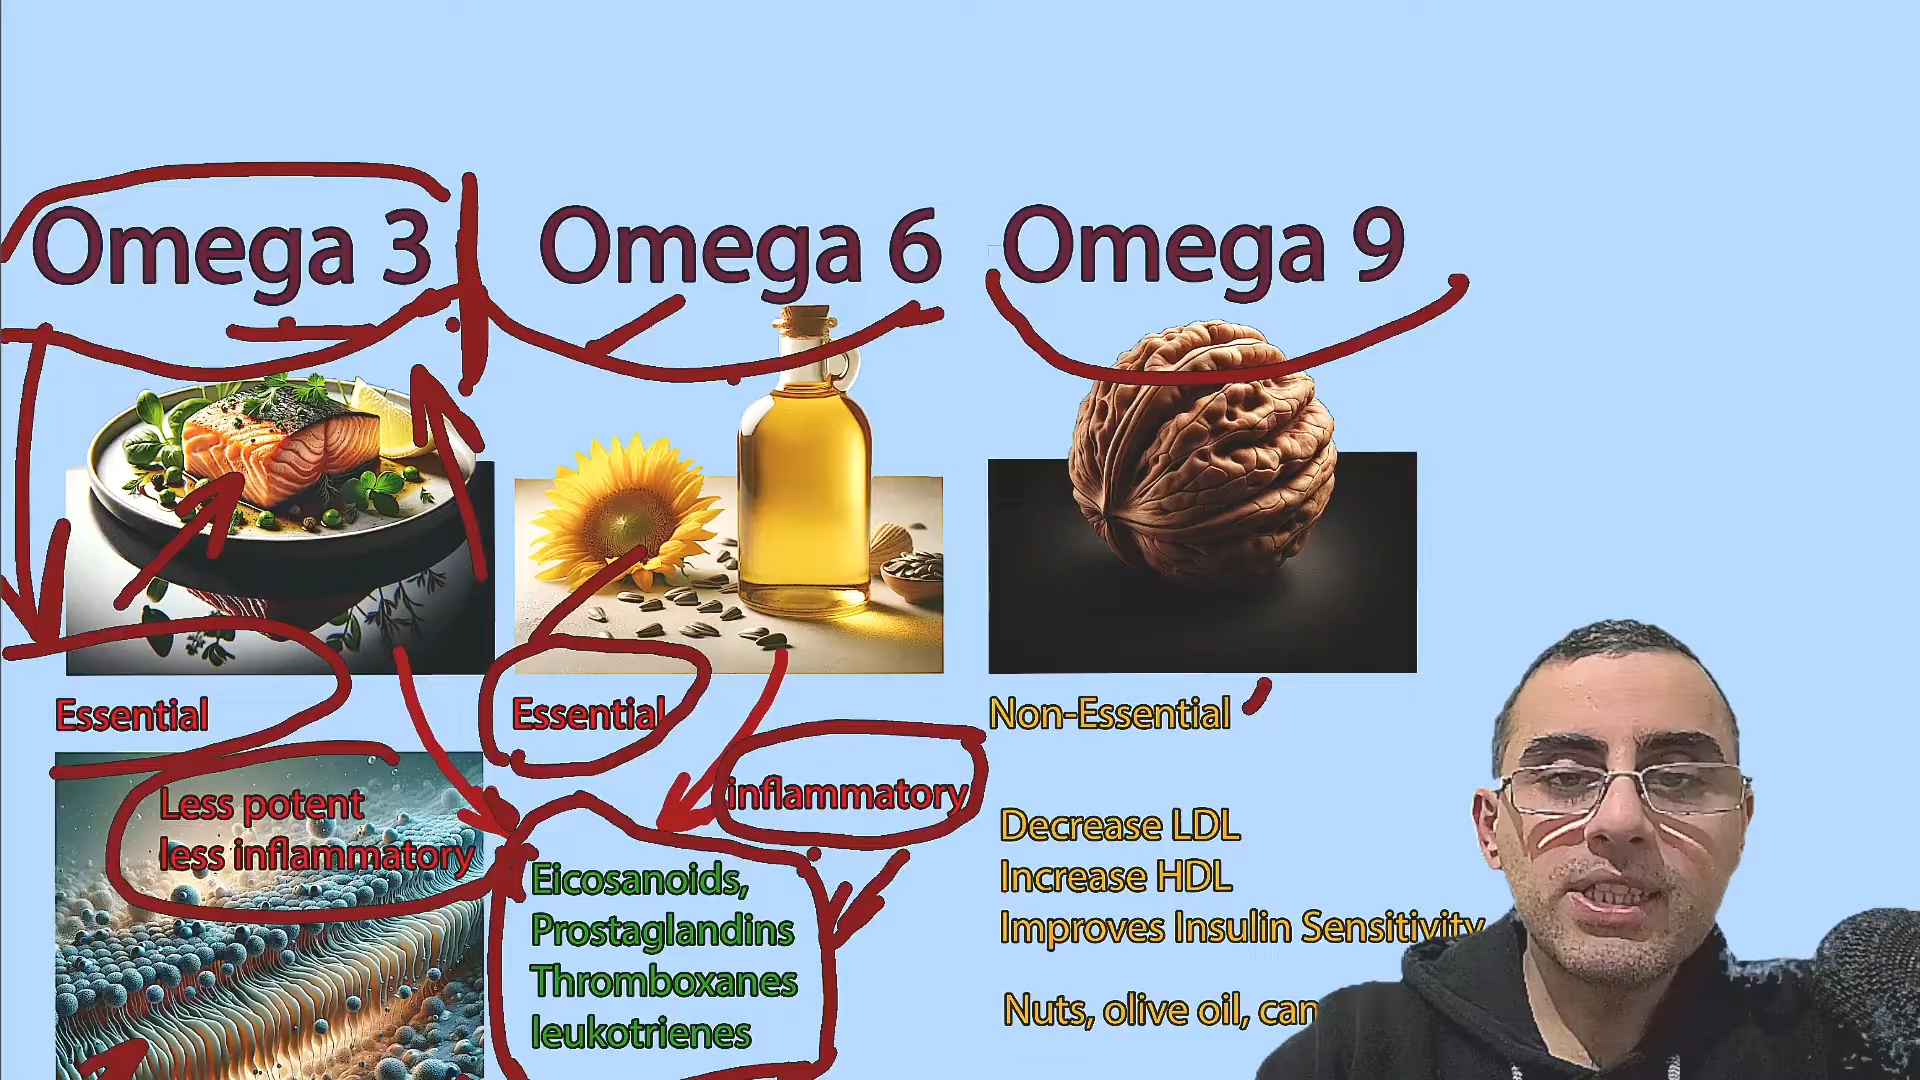 Omega 3
Omega 6
Omega 9
Essential
Essential
Non-Essential
Less potent
less inflammatory
inflammatory
Eicosanoids,
Prostaglandins
Thromboxanes
leukotrienes
Decrease LDL
Increase HDL
Improves Insulin Sensitivity
Nuts, olive oil,